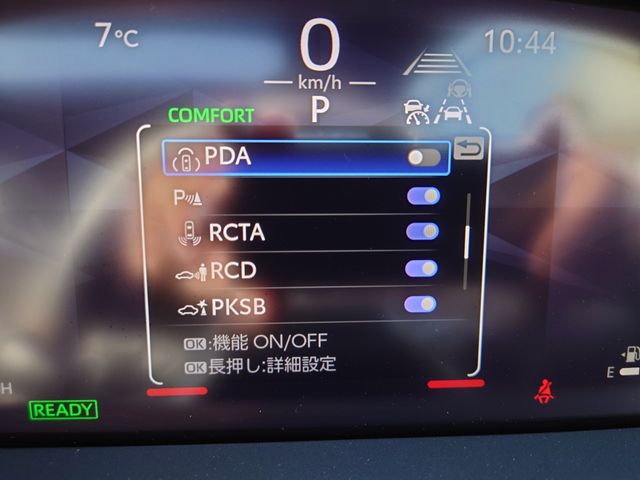 7°C
0
10:44
km/h
P
COMFORT
PDA
P
RCTA
RCD
PKSB
OK:機能 ON/OFF
OK長押し:詳細設定
H
E
READY